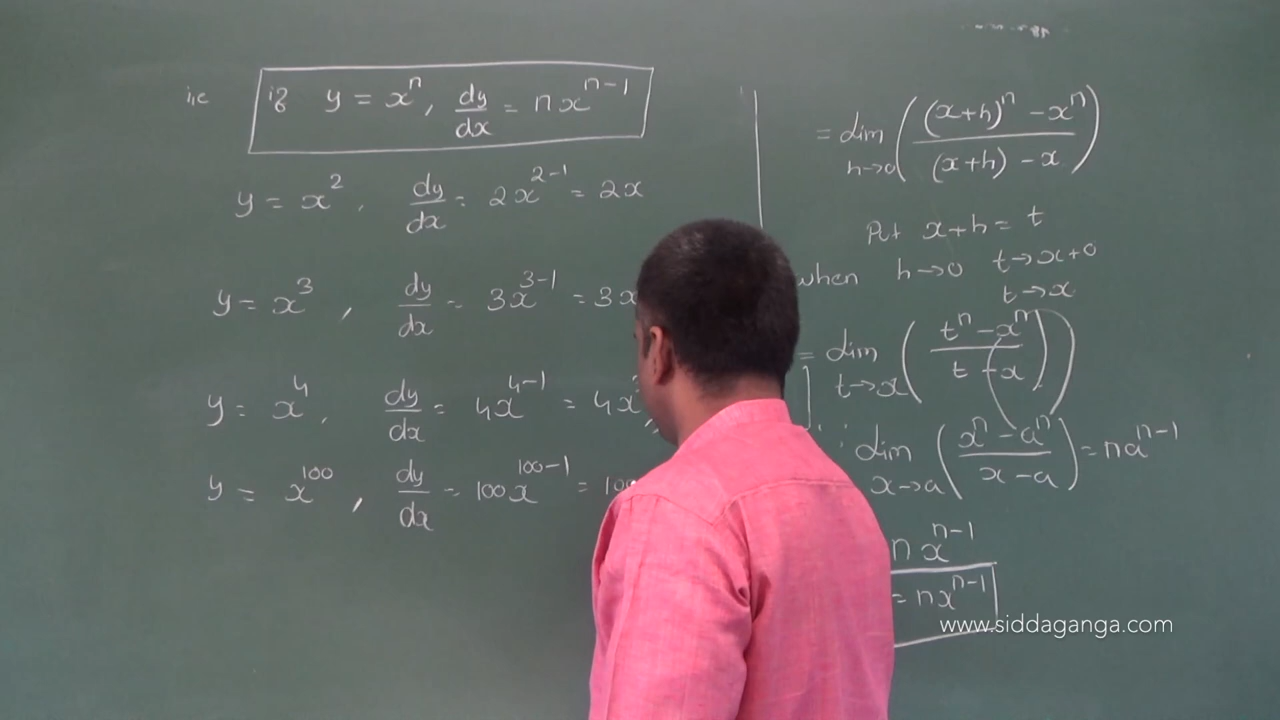 i,e if y = x^n, dy/dx = nx^(n-1)
y = x^2, dy/dx = 2x^(2-1) = 2x
y = x^3, dy/dx = 3x^(3-1) = 3x
y = x^4, dy/dx = 4x^(4-1) = 4x
y = x^100, dy/dx = 100x^(100-1) = 100
= lim h→0 ( ((x+h)^n - x^n) / ((x+h) - x) )
Put x+h = t
when h→0 t→x+0
t→x
= lim t→x ( (t^n - x^n) / (t - x) )
∵ lim x→a ( (x^n - a^n) / (x - a) ) = na^(n-1)
nx^(n-1)
= nx^(n-1)
www.siddaganga.com